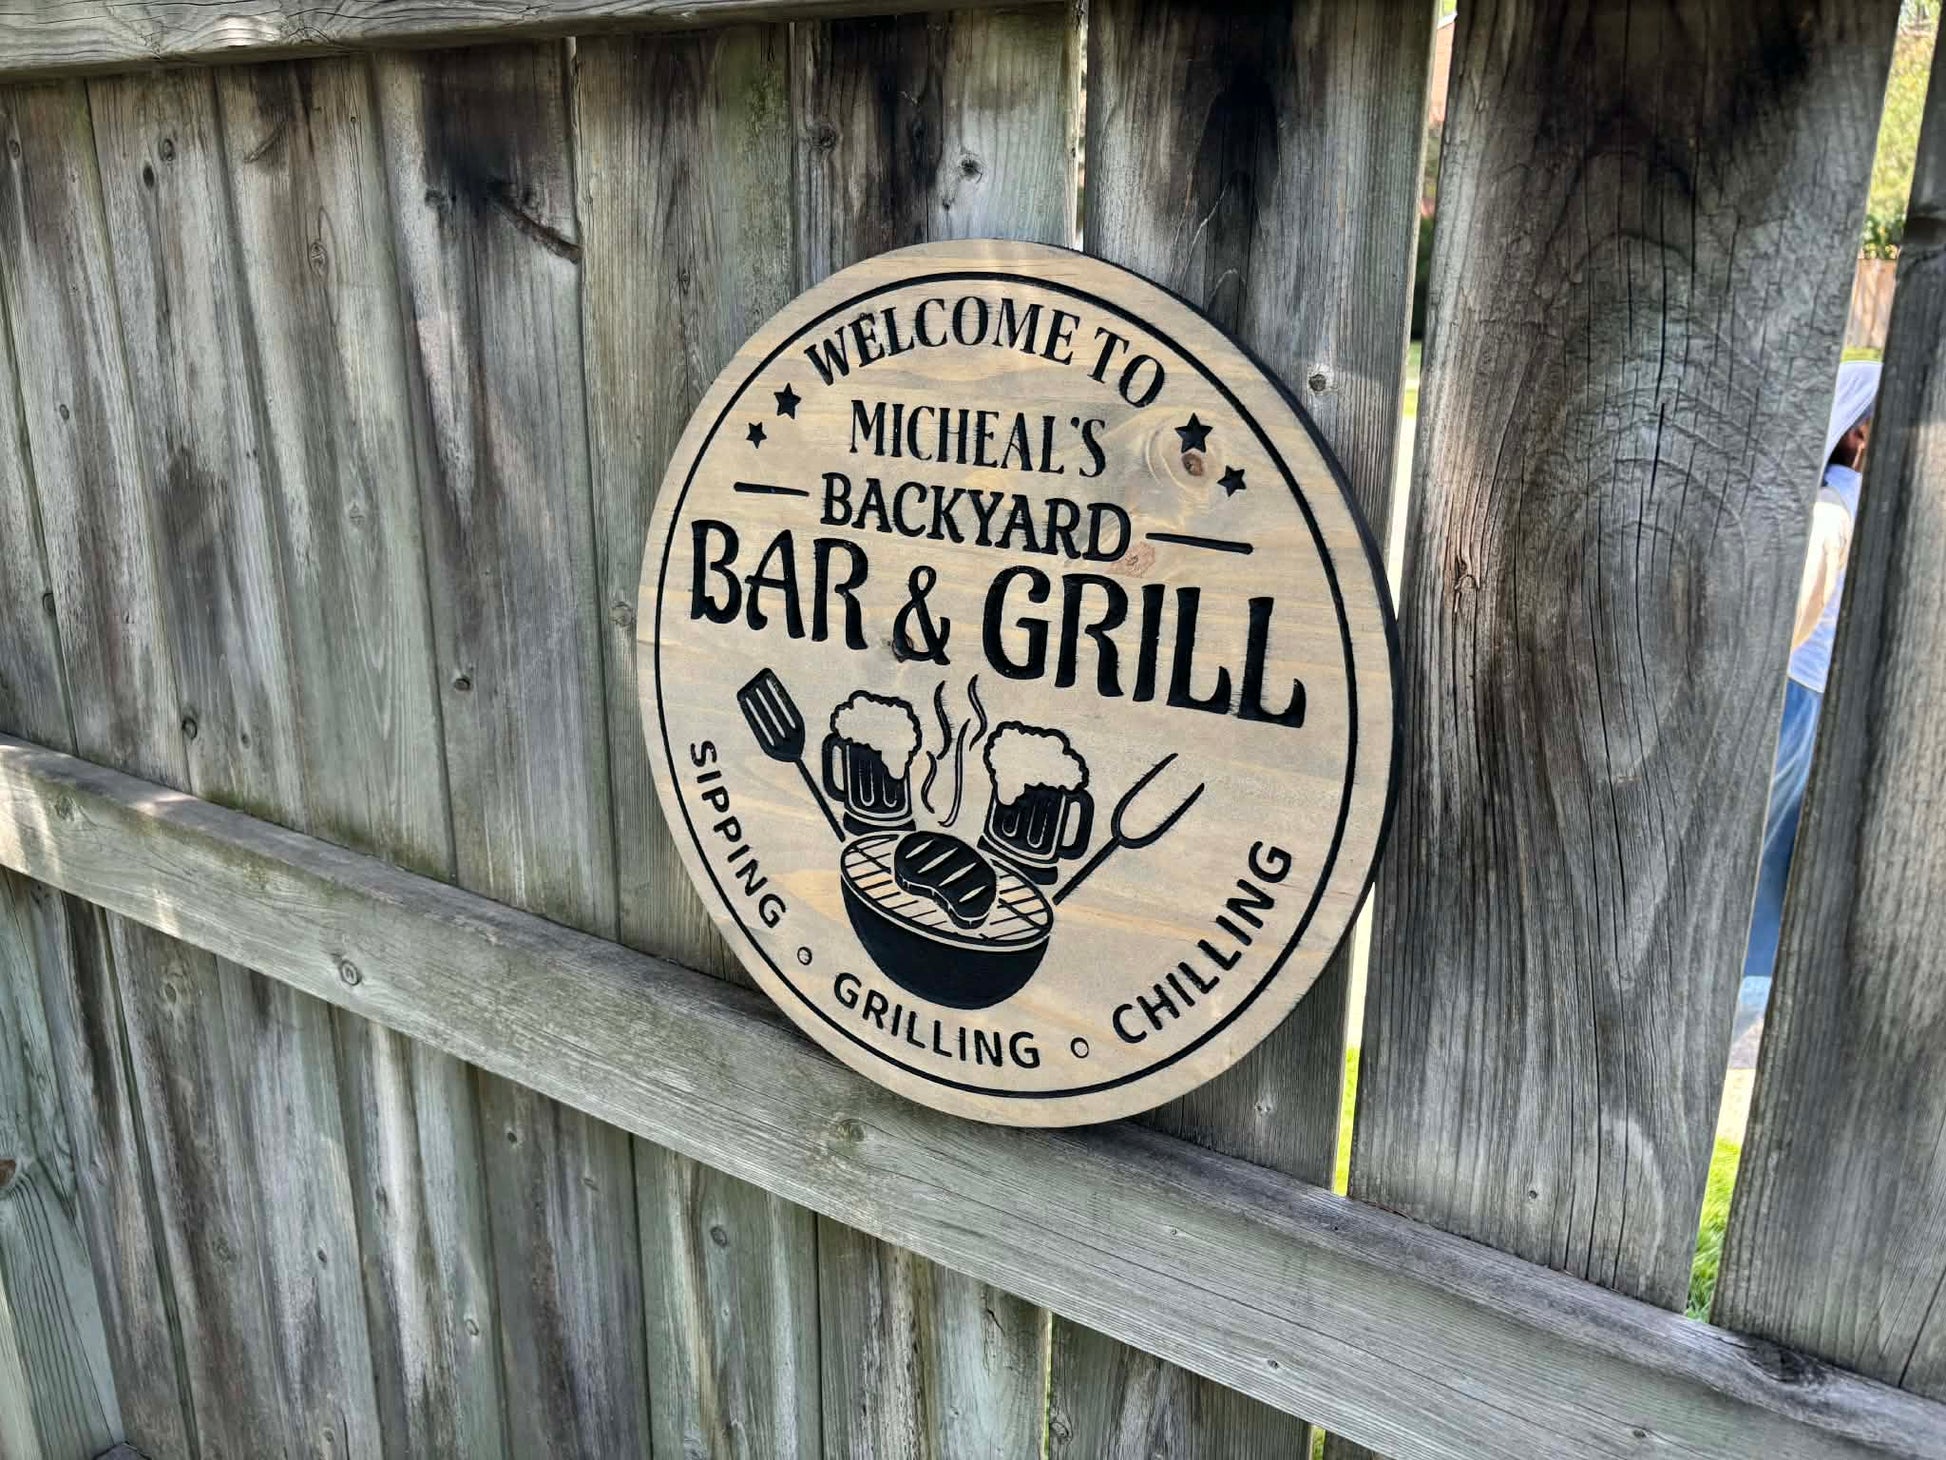 WELCOME TO
MICHEAL'S
BACKYARD
BAR & GRILL
SIPPING ◦ GRILLING ◦ CHILLING